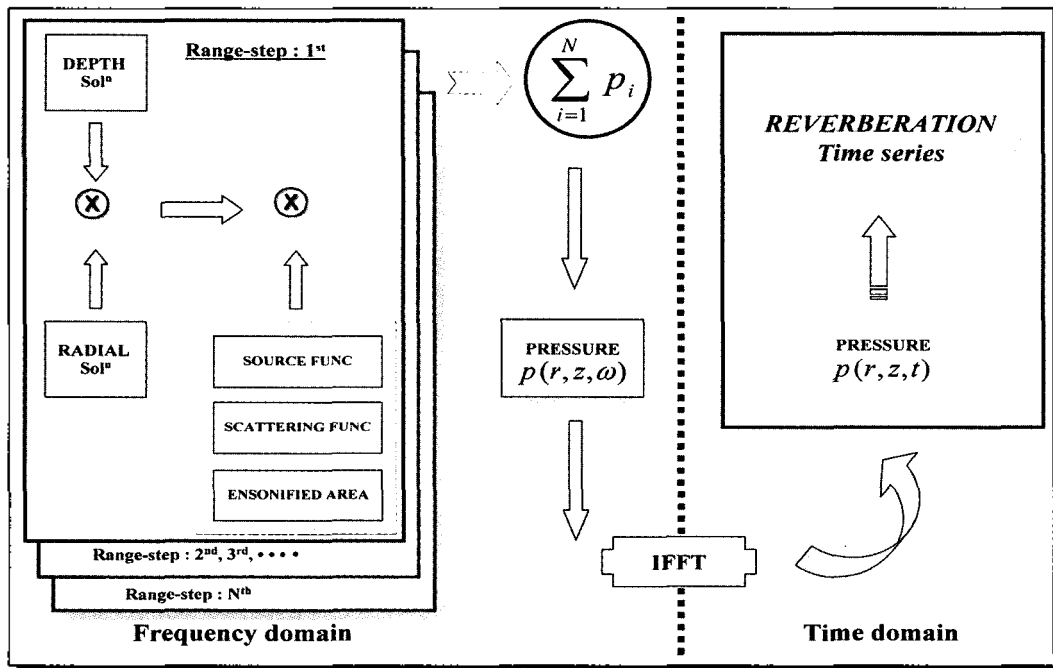 Range-step : 1st
DEPTH
Solⁿ
X
X
RADIAL
Solⁿ
SOURCE FUNC
SCATTERING FUNC
ENSONIFIED AREA
Range-step : 2nd, 3rd, • • • •
Range-step : Nth
Frequency domain
N
∑ pᵢ
i=1
PRESSURE
p(r, z, ω)
IFFT
REVERBERATION
Time series
PRESSURE
p(r, z, t)
Time domain